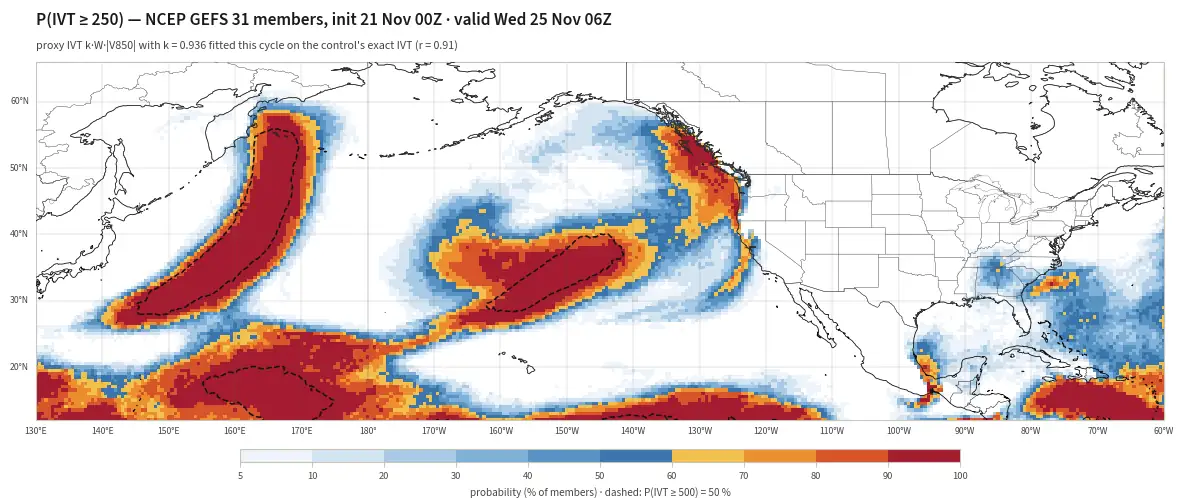 P(IVT ≥ 250) — NCEP GEFS 31 members, init 21 Nov 00Z · valid Wed 25 Nov 06Z
proxy IVT k·W·|V850| with k = 0.936 fitted this cycle on the control's exact IVT (r = 0.91)
60°N
50°N
40°N
30°N
20°N
130°E 140°E 150°E 160°E 170°E 180° 170°W 160°W 150°W 140°W 130°W 120°W 110°W 100°W 90°W 80°W 70°W 60°W
5 10 20 30 40 50 60 70 80 90 100
probability (% of members) · dashed: P(IVT ≥ 500) = 50 %